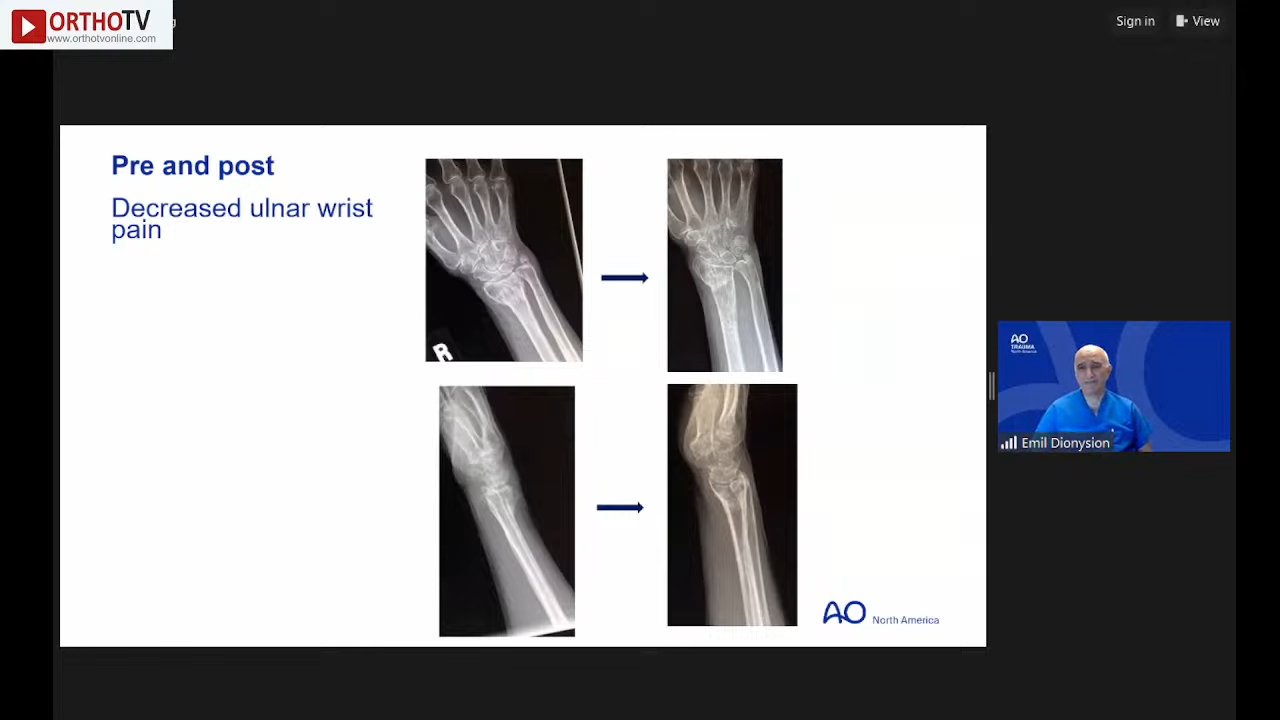 ORTHOTV
www.orthotvonline.com
Sign in
View
Pre and post
Decreased ulnar wrist
pain
R
AO
TRAUMA
North America
Emil Dionysion
AO North America